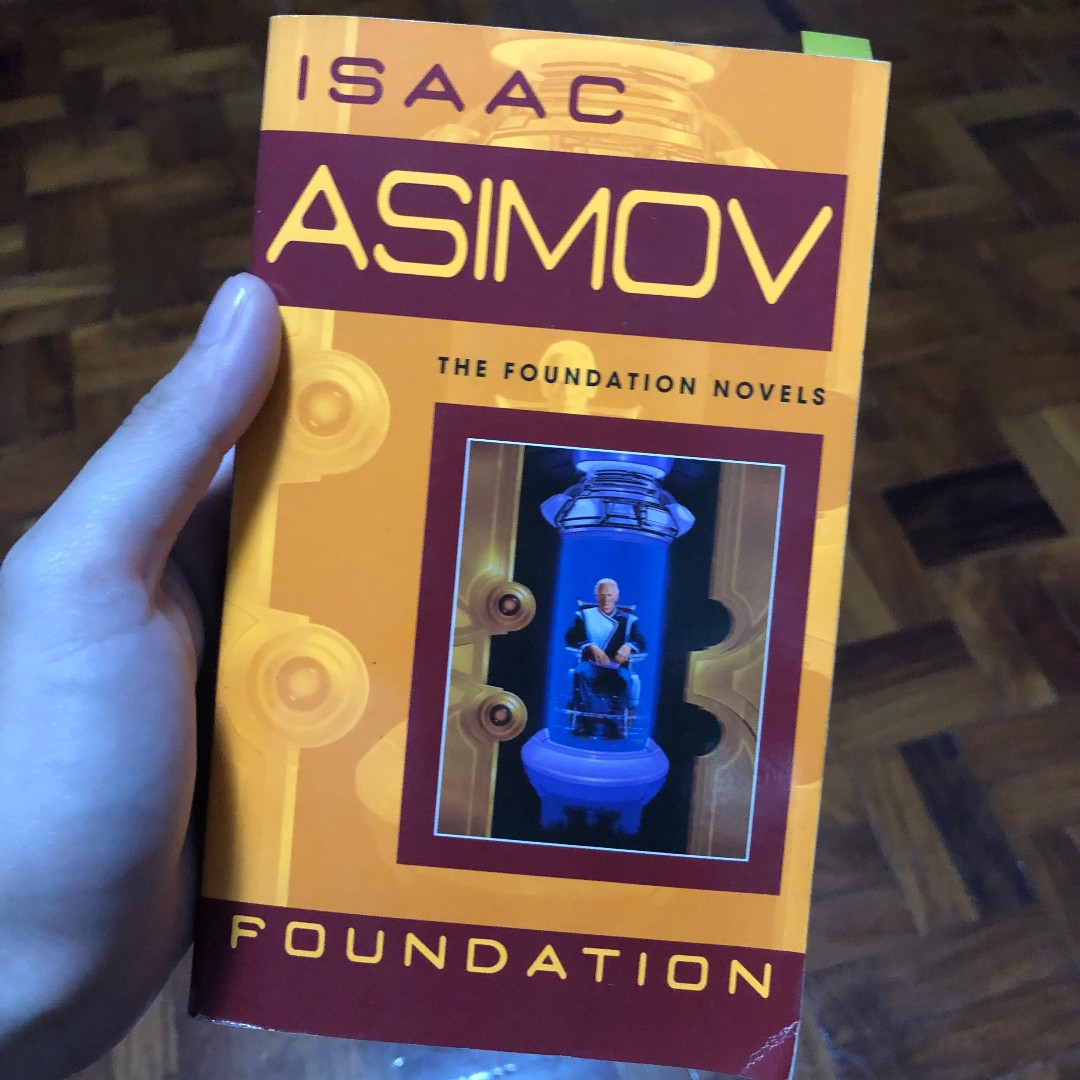 ISAAC
ASIMOV
THE FOUNDATION NOVELS
FOUNDATION